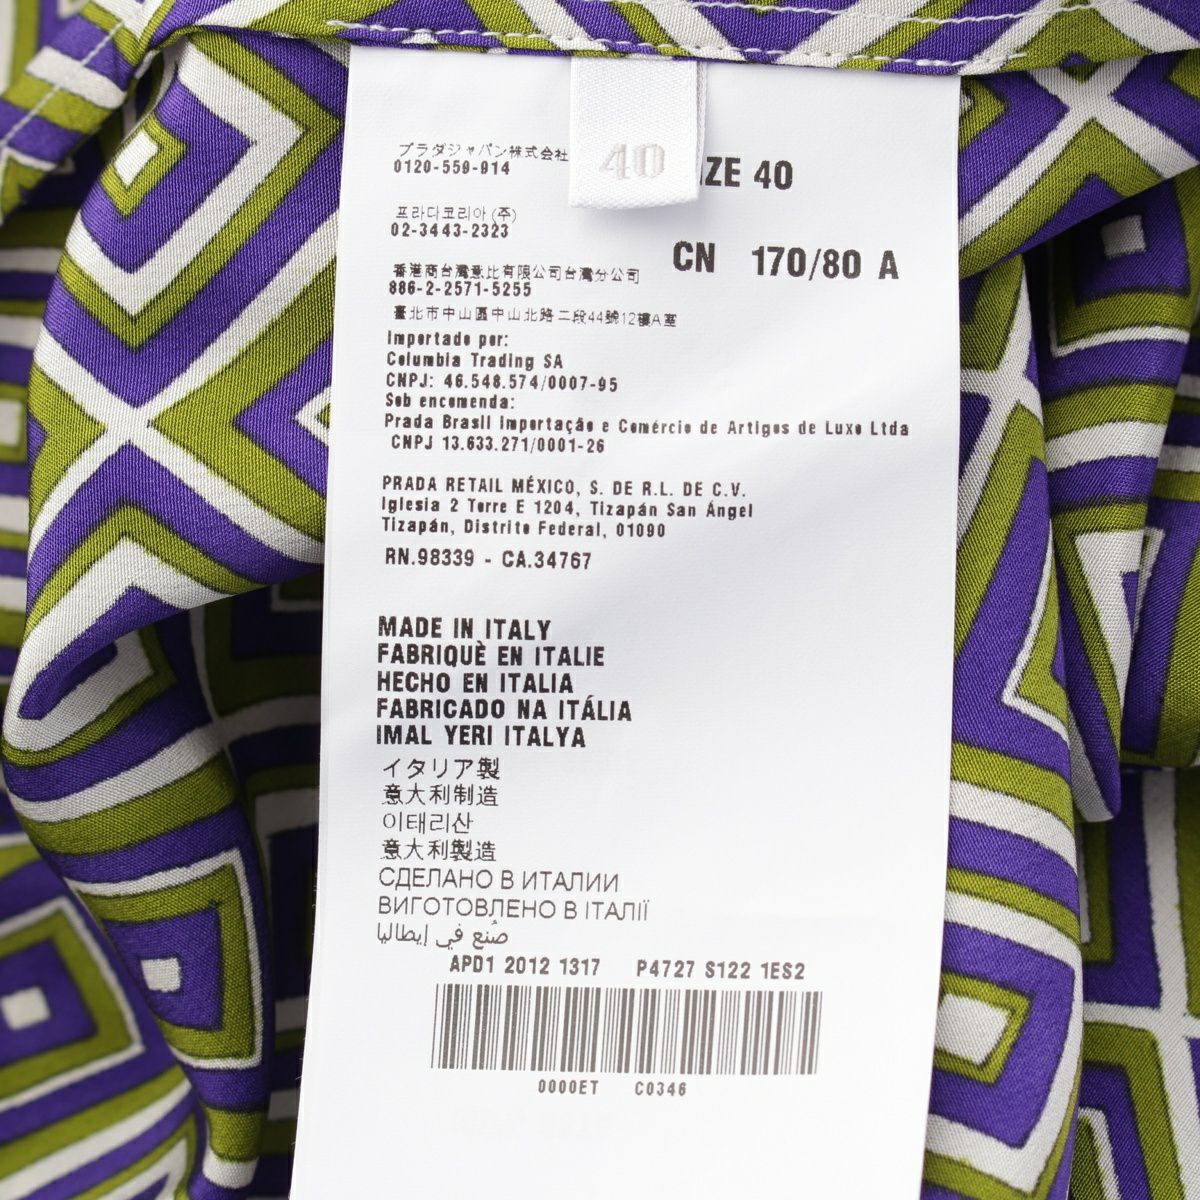 プラダジャパン株式会社
0120-559-914
40
IZE 40
프라다코리아 (주)
02-3443-2323
CN 170/80 A
香港商台灣意比有限公司台灣分公司
886-2-2571-5255
臺北市中山區中山北路二段44號12樓A室
Importado por:
Columbia Trading SA
CNPJ: 46.548.574/0007-95
Sob encomenda:
Prada Brasil Importação e Comércio de Artigos de Luxo Ltda
CNPJ 13.633.271/0001-26
PRADA RETAIL MÉXICO, S. DE R.L. DE C.V.
Iglesia 2 Torre E 1204, Tizapán San Ángel
Tizapán, Distrito Federal, 01090
RN.98339 - CA.34767
MADE IN ITALY
FABRIQUÈ EN ITALIE
HECHO EN ITALIA
FABRICADO NA ITÁLIA
IMAL YERI ITALYA
イタリア製
意大利制造
이태리산
意大利製造
СДЕЛАНО В ИТАЛИИ
ВИГОТОВЛЕНО В ІТАЛІЇ
صُنع في إيطاليا
APD1 2012 1317 P4727 S122 1ES2
0000ET C0346